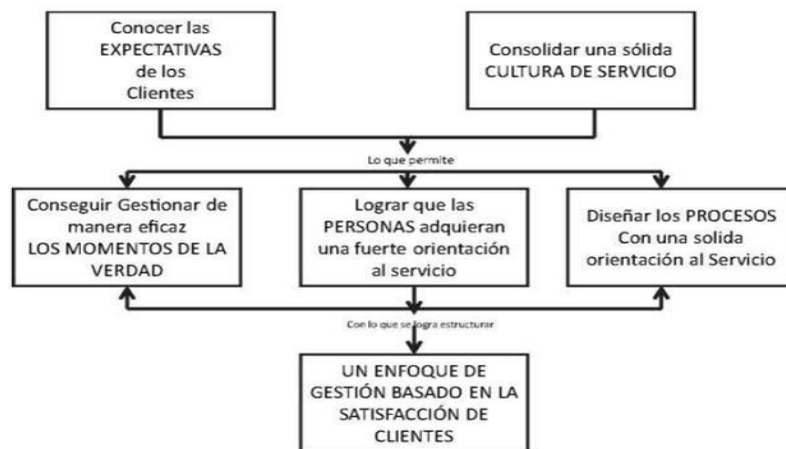 Conocer las
EXPECTATIVAS
de los
Clientes
Consolidar una sólida
CULTURA DE SERVICIO
Lo que permite
Conseguir Gestionar de
manera eficaz
LOS MOMENTOS DE LA
VERDAD
Lograr que las
PERSONAS adquieran
una fuerte orientación
al servicio
Diseñar los PROCESOS
Con una solida
orientación al Servicio
Con lo que se logra estructurar
UN ENFOQUE DE
GESTIÓN BASADO EN LA
SATISFACCIÓN DE
CLIENTES